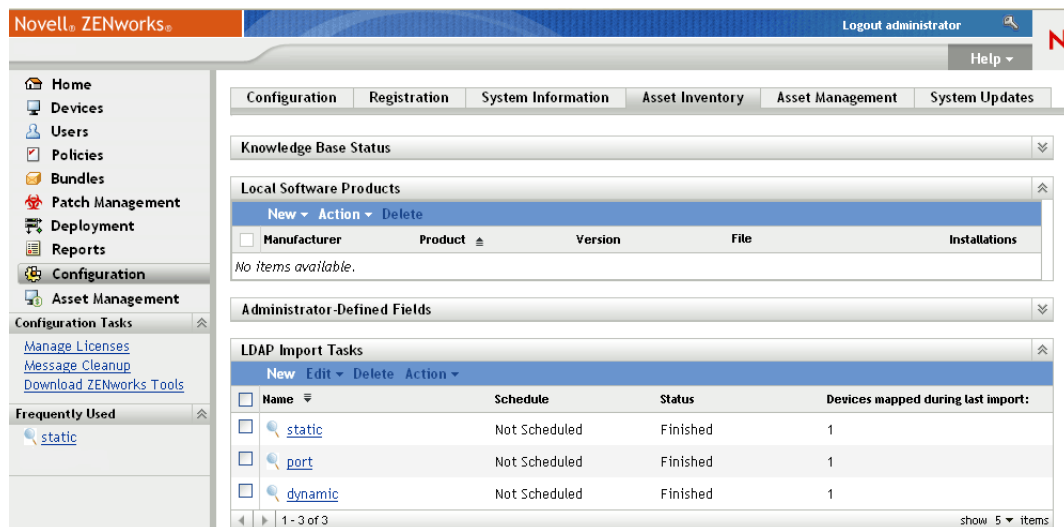 Novell® ZENworks®
Logout administrator
N
Help
Home
Devices
Users
Policies
Bundles
Patch Management
Deployment
Reports
Configuration
Asset Management
Configuration Tasks
Manage Licenses
Message Cleanup
Download ZENworks Tools
Frequently Used
static
Configuration Registration System Information Asset Inventory Asset Management System Updates
Knowledge Base Status
Local Software Products
New Action Delete
Manufacturer Product Version File Installations
No items available.
Administrator-Defined Fields
LDAP Import Tasks
New Edit Delete Action
Name Schedule Status Devices mapped during last import:
static Not Scheduled Finished 1
port Not Scheduled Finished 1
dynamic Not Scheduled Finished 1
1 - 3 of 3 show 5 items